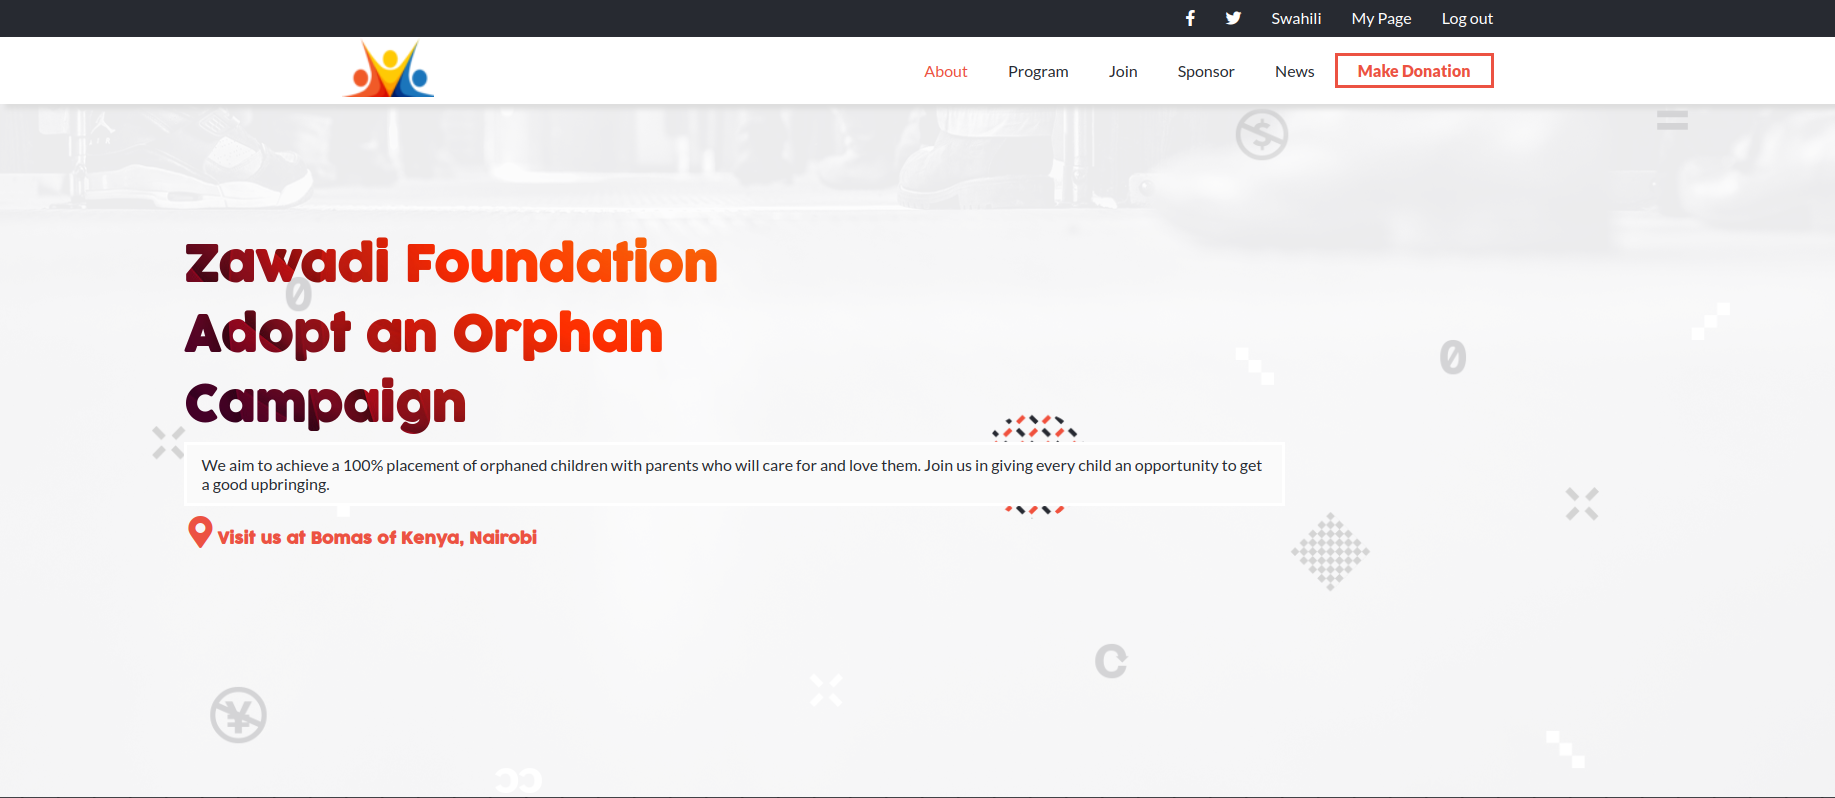 Swahili My Page Log out
About Program Join Sponsor News Make Donation
Zawadi Foundation
Adopt an Orphan
Campaign
We aim to achieve a 100% placement of orphaned children with parents who will care for and love them. Join us in giving every child an opportunity to get
a good upbringing.
Visit us at Bomas of Kenya, Nairobi